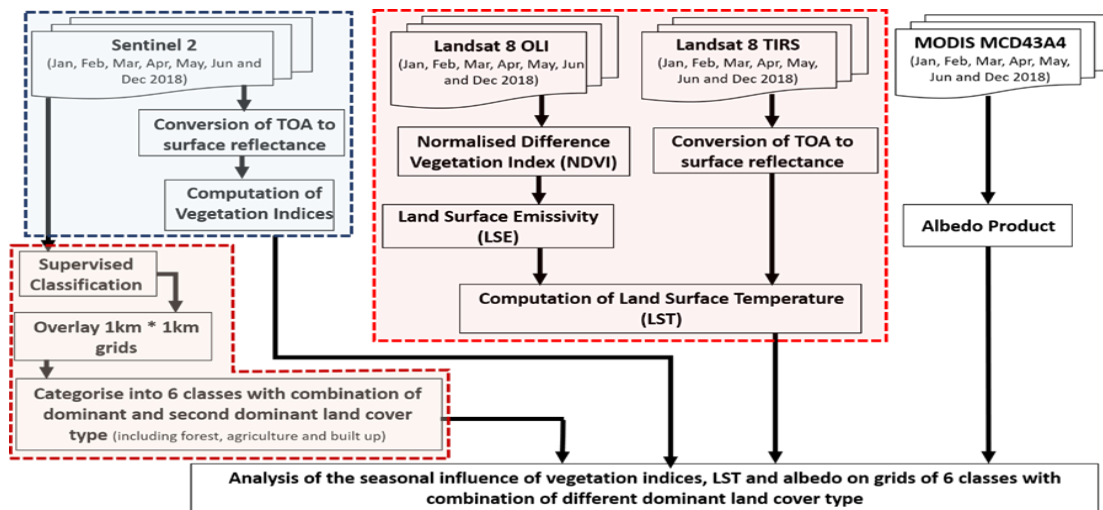 Sentinel 2
(Jan, Feb, Mar, Apr, May, Jun
and Dec 2018)
Conversion of TOA to
surface reflectance
Computation of
Vegetation Indices
Supervised
Classification
Overlay 1km * 1km
grids
Categorise into 6 classes with combination of
dominant and second dominant land cover
type (including forest, agriculture and built up)
Landsat 8 OLI
(Jan, Feb, Mar, Apr, May, Jun
and Dec 2018)
Normalised Difference
Vegetation Index (NDVI)
Land Surface Emissivity
(LSE)
Landsat 8 TIRS
(Jan, Feb, Mar, Apr, May,
Jun and Dec 2018)
Conversion of TOA to
surface reflectance
Computation of Land Surface Temperature
(LST)
MODIS MCD43A4
(Jan, Feb, Mar, Apr, May,
Jun and Dec 2018)
Albedo Product
Analysis of the seasonal influence of vegetation indices, LST and albedo on grids of 6 classes with
combination of different dominant land cover type